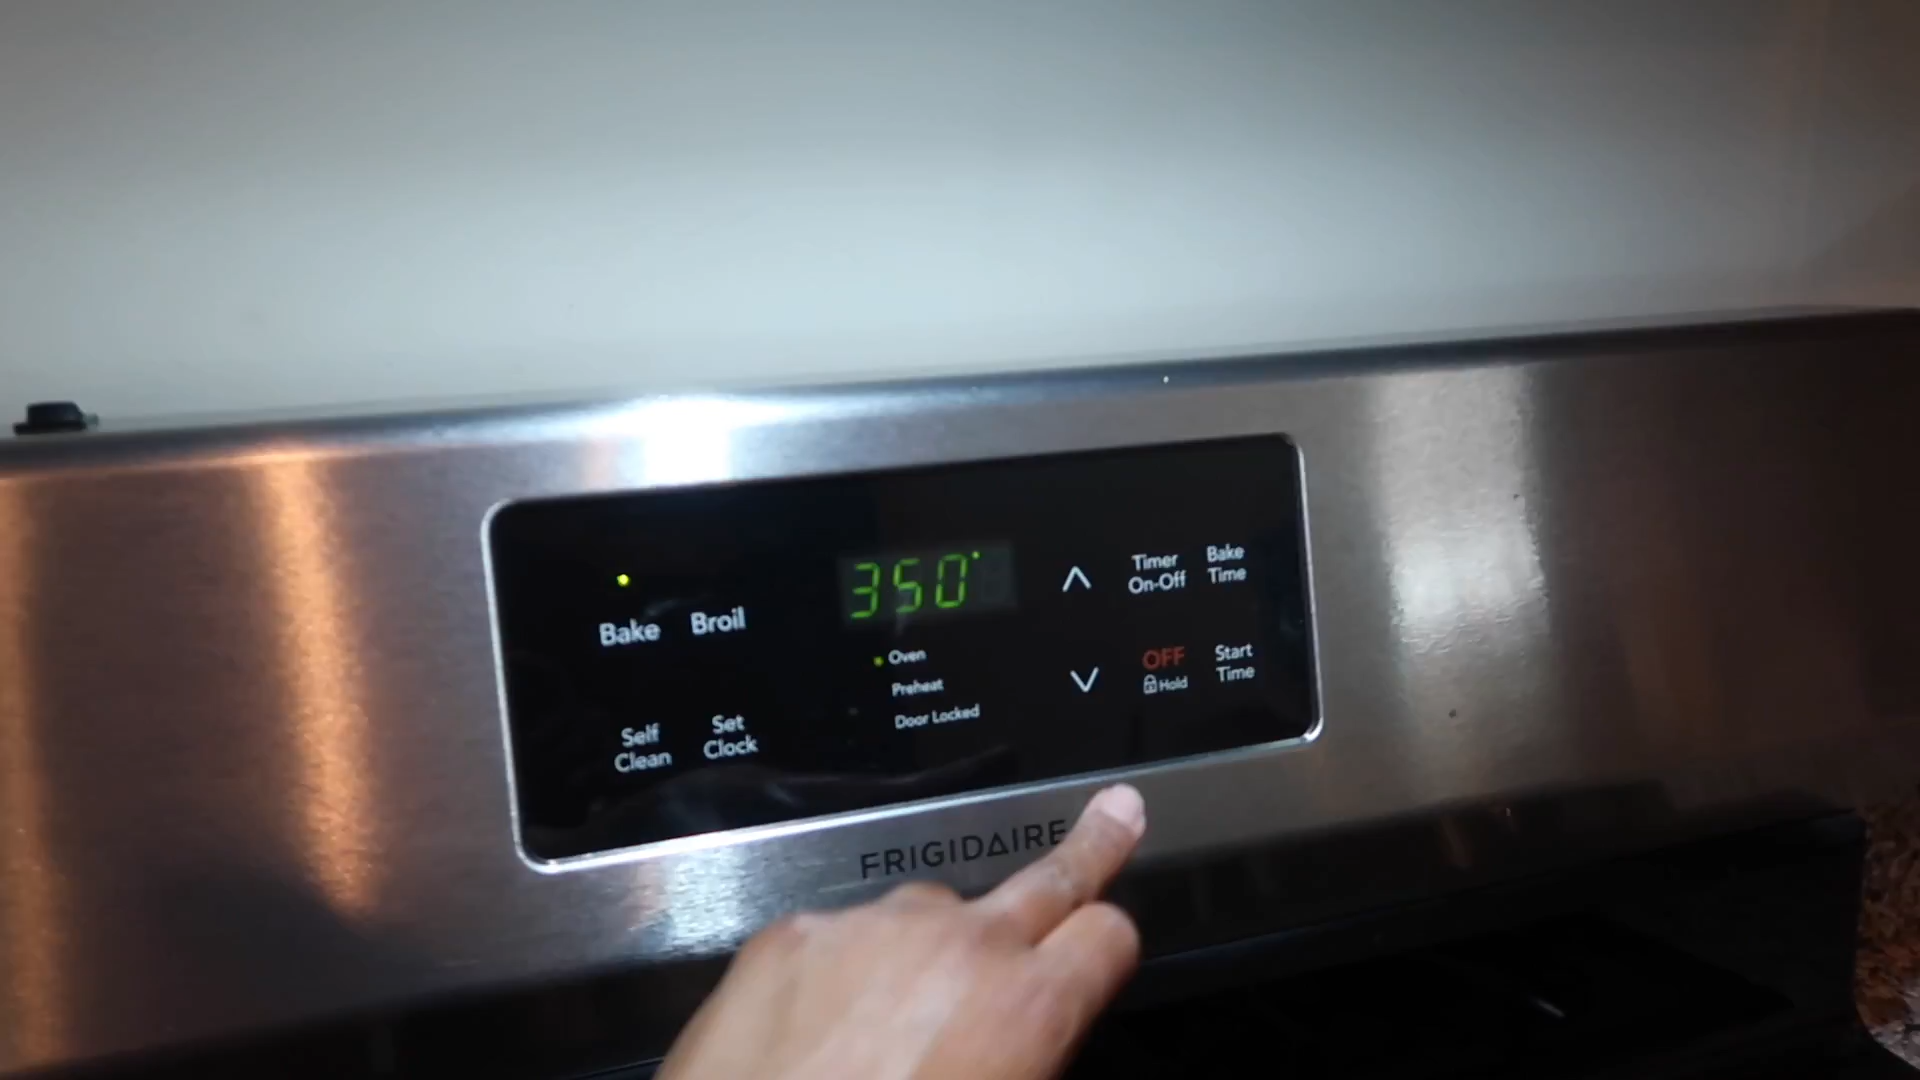 Bake
Broil
Self
Clean
Set
Clock
350°
Oven
Preheat
Door Locked
Timer
On-Off
Bake
Time
OFF
Hold
Start
Time
FRIGIDAIRE